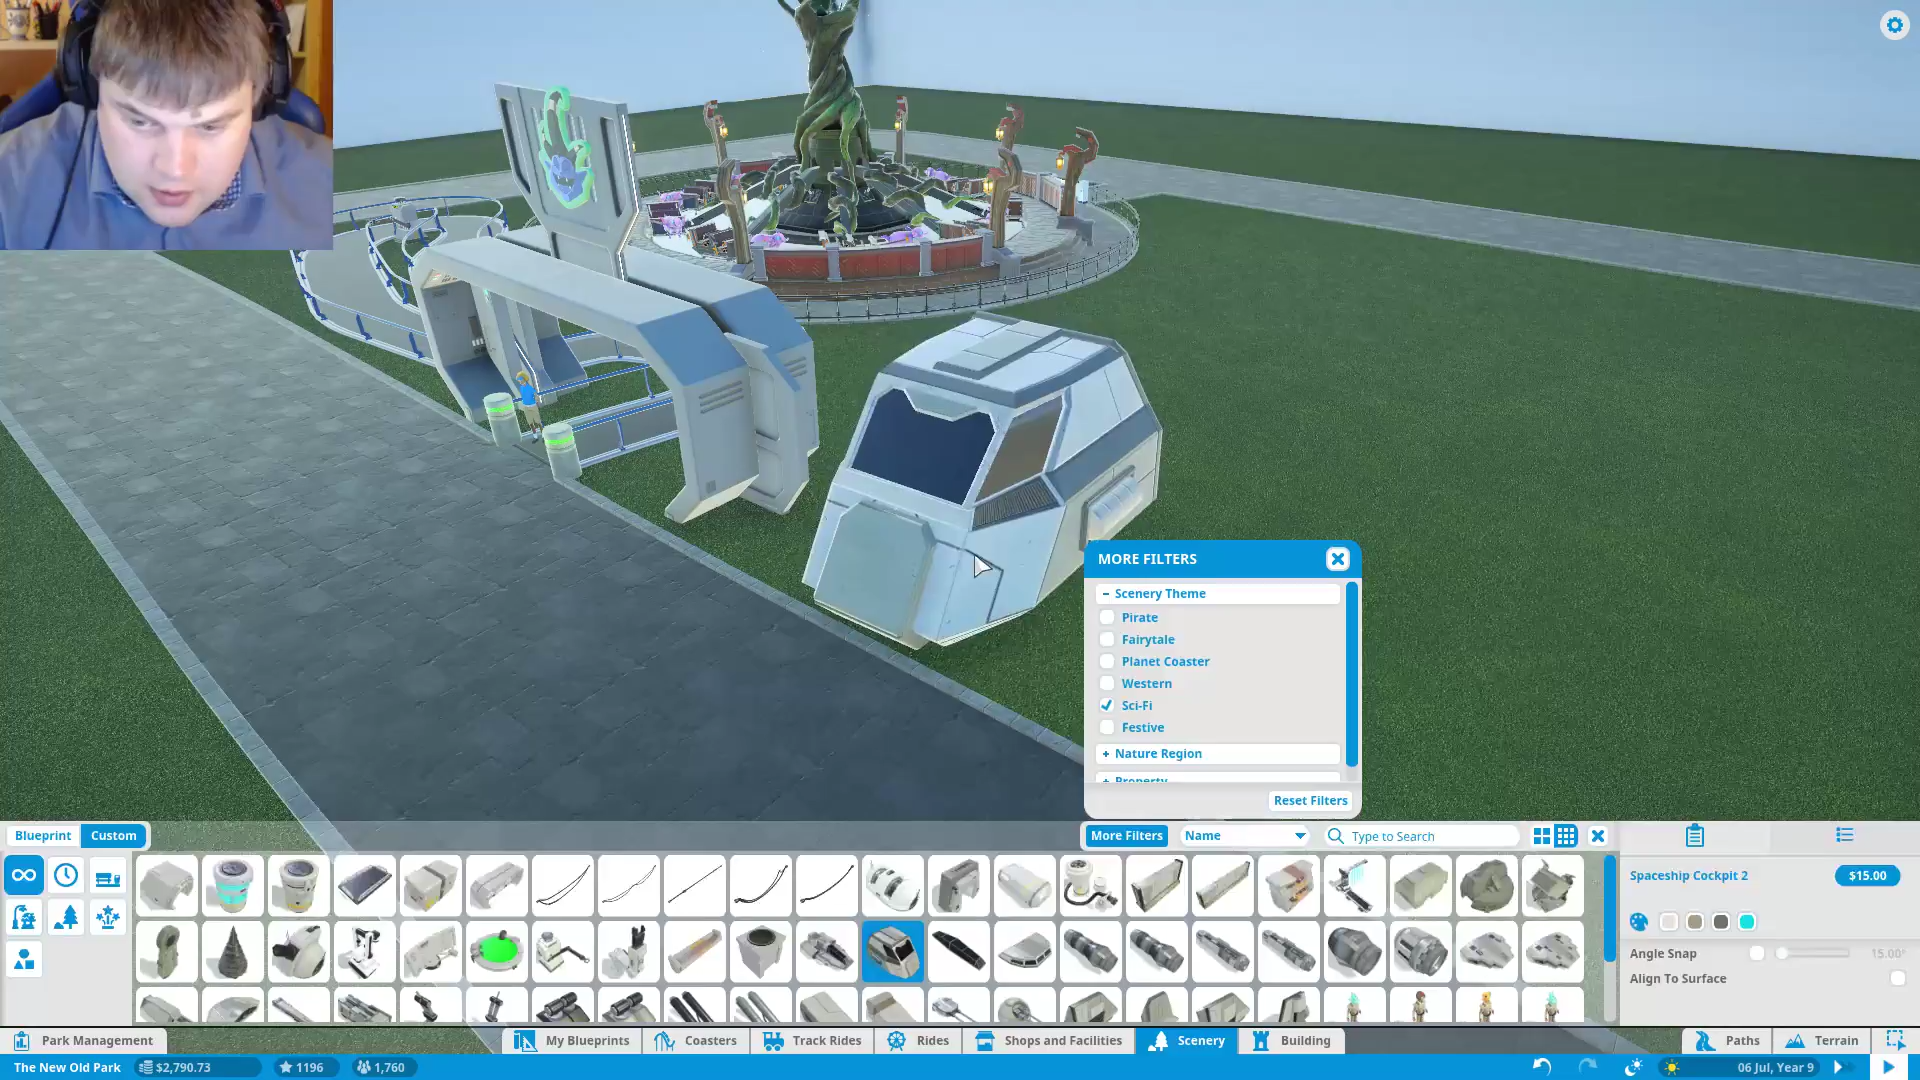 MORE FILTERS
− Scenery Theme
Pirate
Fairytale
Planet Coaster
Western
Sci-Fi
Festive
+ Nature Region
+ Property
Reset Filters
Blueprint
Custom
More Filters
Name
Type to Search
Spaceship Cockpit 2
$15.00
Angle Snap
15.00°
Align To Surface
Park Management
My Blueprints
Coasters
Track Rides
Rides
Shops and Facilities
Scenery
Building
Paths
Terrain
The New Old Park
$2,790.73
1196
1,760
06 Jul, Year 9